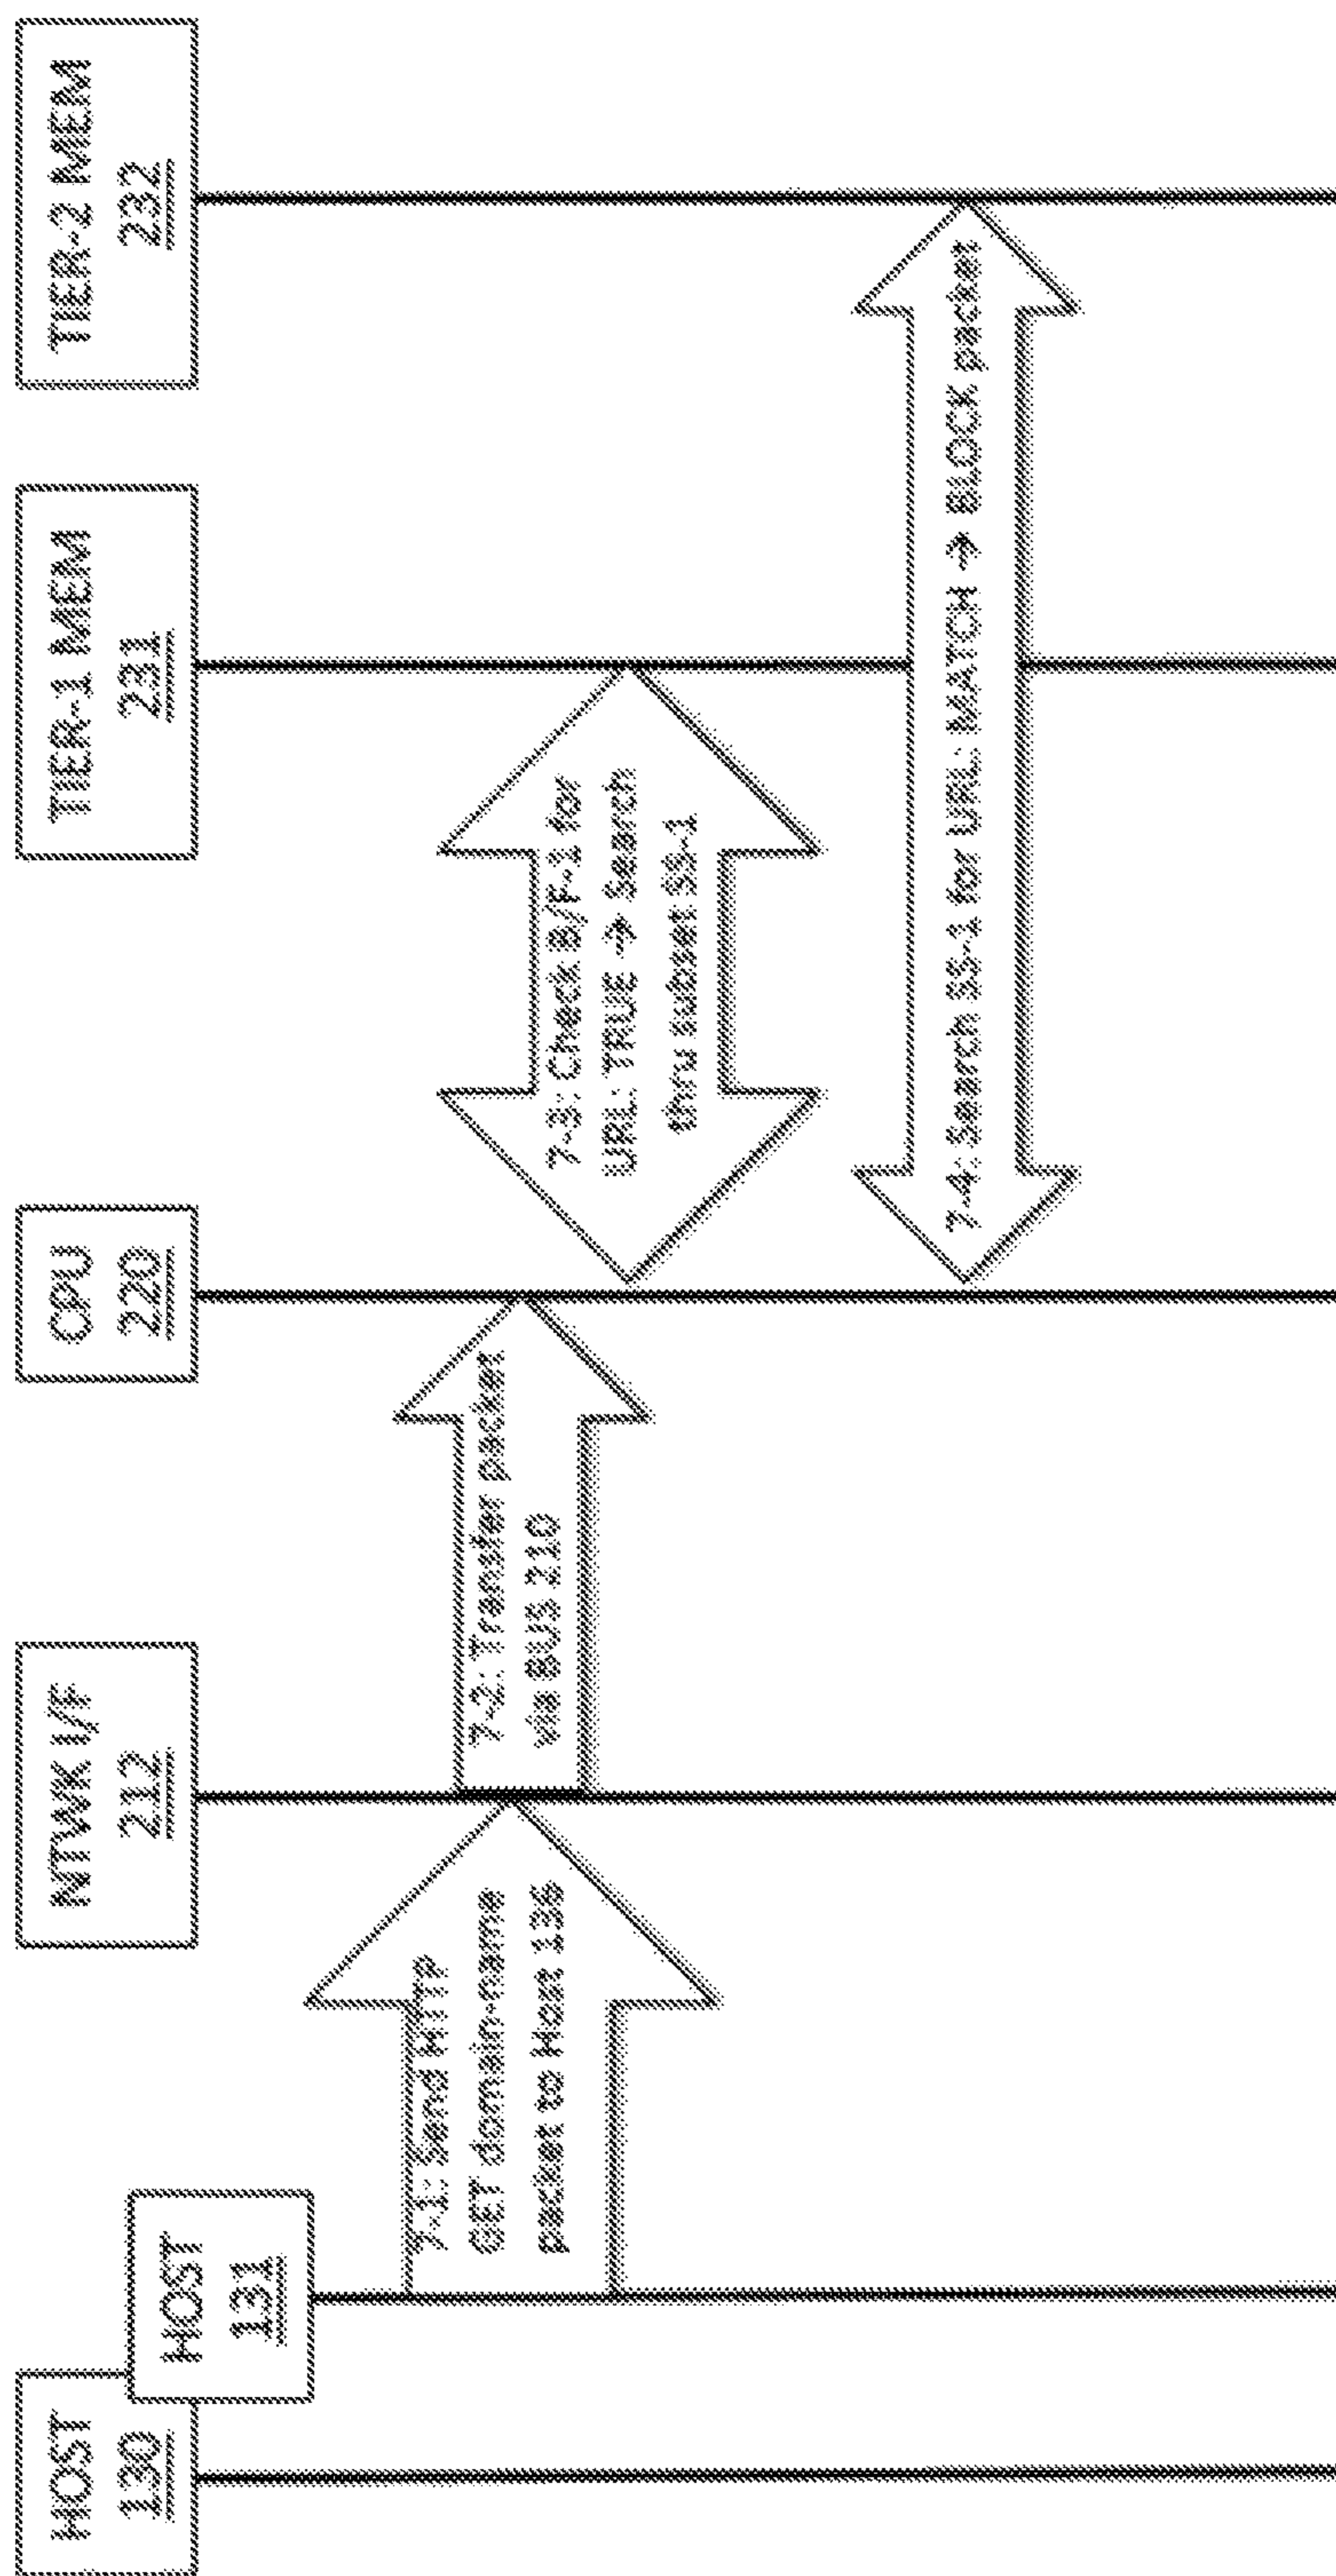 HOST
130
HOST
131
NTWK I/F
212
CPU
220
TIER-1 MEM
231
TIER-2 MEM
232
7-1: Send HTTP
GET domain-name
packet to Host 136
7-2: Transfer packet
via BUS 210
7-3: Check B/F-1 for
URL: TRUE → Search
thru subset SS-1
7-4: Search SS-1 for URL: MATCH → BLOCK packet